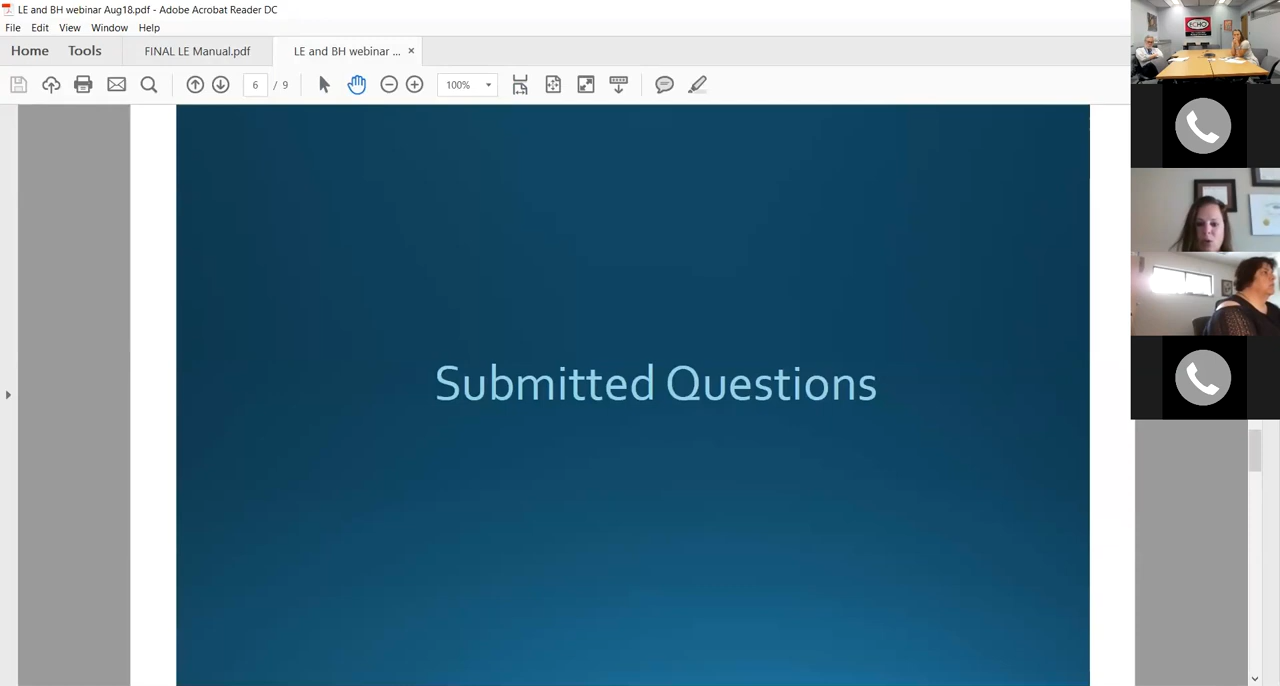 LE and BH webinar Aug18.pdf - Adobe Acrobat Reader DC
File Edit View Window Help
Home Tools FINAL LE Manual.pdf LE and BH webinar ... ×
6 / 9 100%
Submitted Questions
ECHO